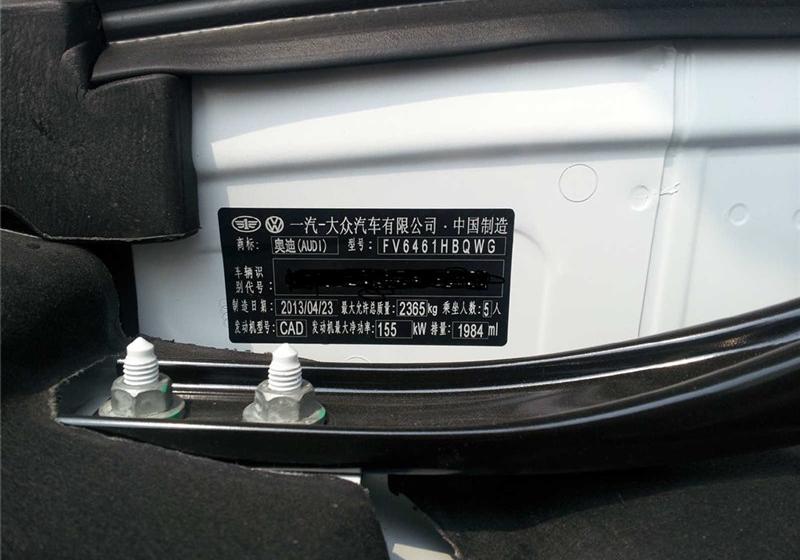 一汽-大众汽车有限公司·中国制造
商标: 奥迪(AUDI) 型号: FV6461HBQWG
车辆识
别代号:
制造日期: 2013/04/23 最大允许总质量: 2365kg 乘坐人数: 5人
发动机型号: CAD 发动机最大净功率: 155 kW 排量: 1984 ml